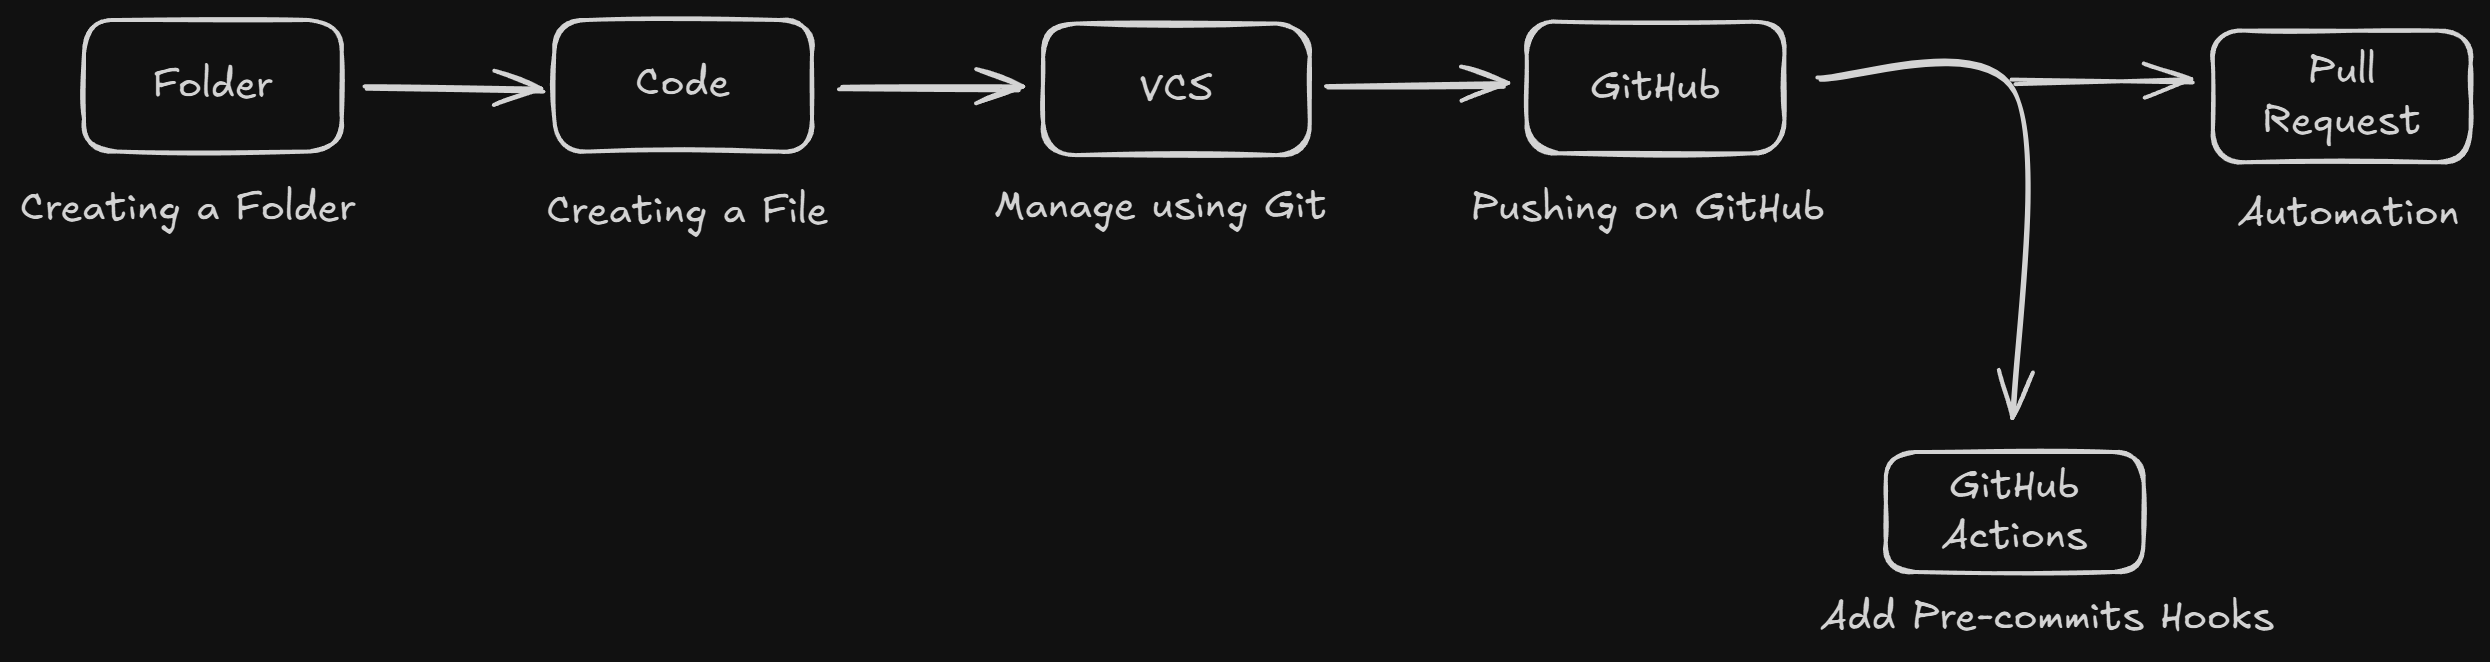 Folder
Code
VCS
GitHub
Pull
Request
Creating a Folder
Creating a File
Manage using Git
Pushing on GitHub
Automation
GitHub
Actions
Add Pre-commits Hooks